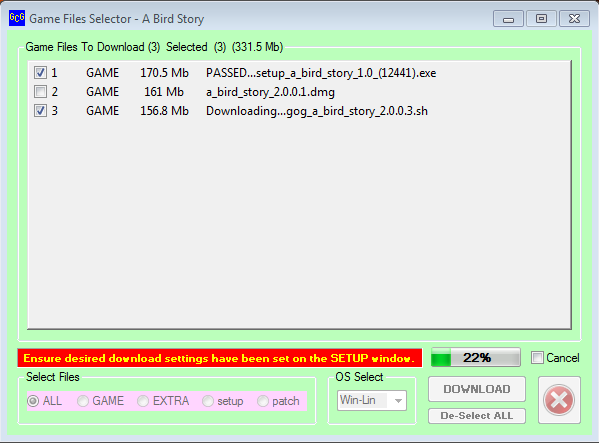 GCG Game Files Selector - A Bird Story
Game Files To Download (3) Selected (3) (331.5 Mb)
1 GAME 170.5 Mb PASSED...setup_a_bird_story_1.0_(12441).exe
2 GAME 161 Mb a_bird_story_2.0.0.1.dmg
3 GAME 156.8 Mb Downloading...gog_a_bird_story_2.0.0.3.sh
Ensure desired download settings have been set on the SETUP window.
22%
Cancel
Select Files
ALL GAME EXTRA setup patch
OS Select
Win-Lin
DOWNLOAD
De-Select ALL